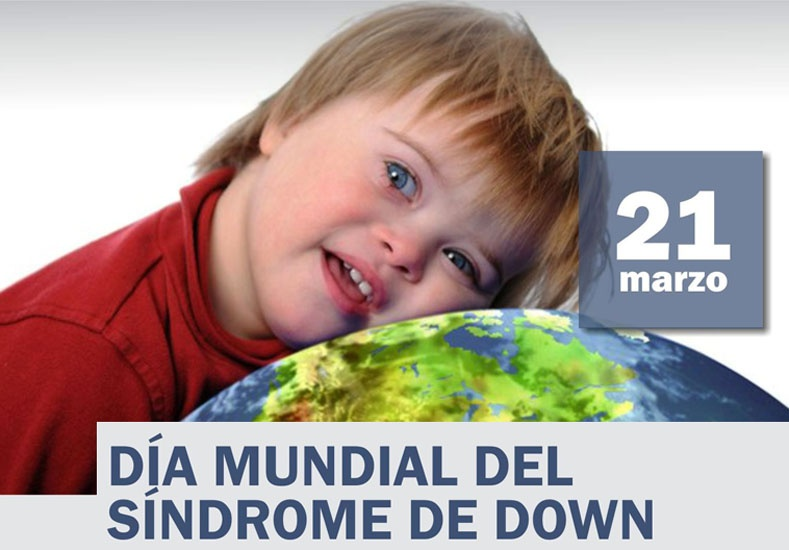 21
marzo
DÍA MUNDIAL DEL
SÍNDROME DE DOWN